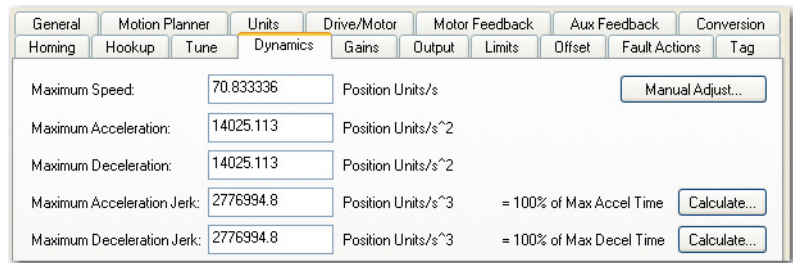 General Motion Planner Units Drive/Motor Motor Feedback Aux Feedback Conversion
Homing Hookup Tune Dynamics Gains Output Limits Offset Fault Actions Tag
Maximum Speed: 70.833336 Position Units/s Manual Adjust...
Maximum Acceleration: 14025.113 Position Units/s^2
Maximum Deceleration: 14025.113 Position Units/s^2
Maximum Acceleration Jerk: 2776994.8 Position Units/s^3 = 100% of Max Accel Time Calculate...
Maximum Deceleration Jerk: 2776994.8 Position Units/s^3 = 100% of Max Decel Time Calculate...